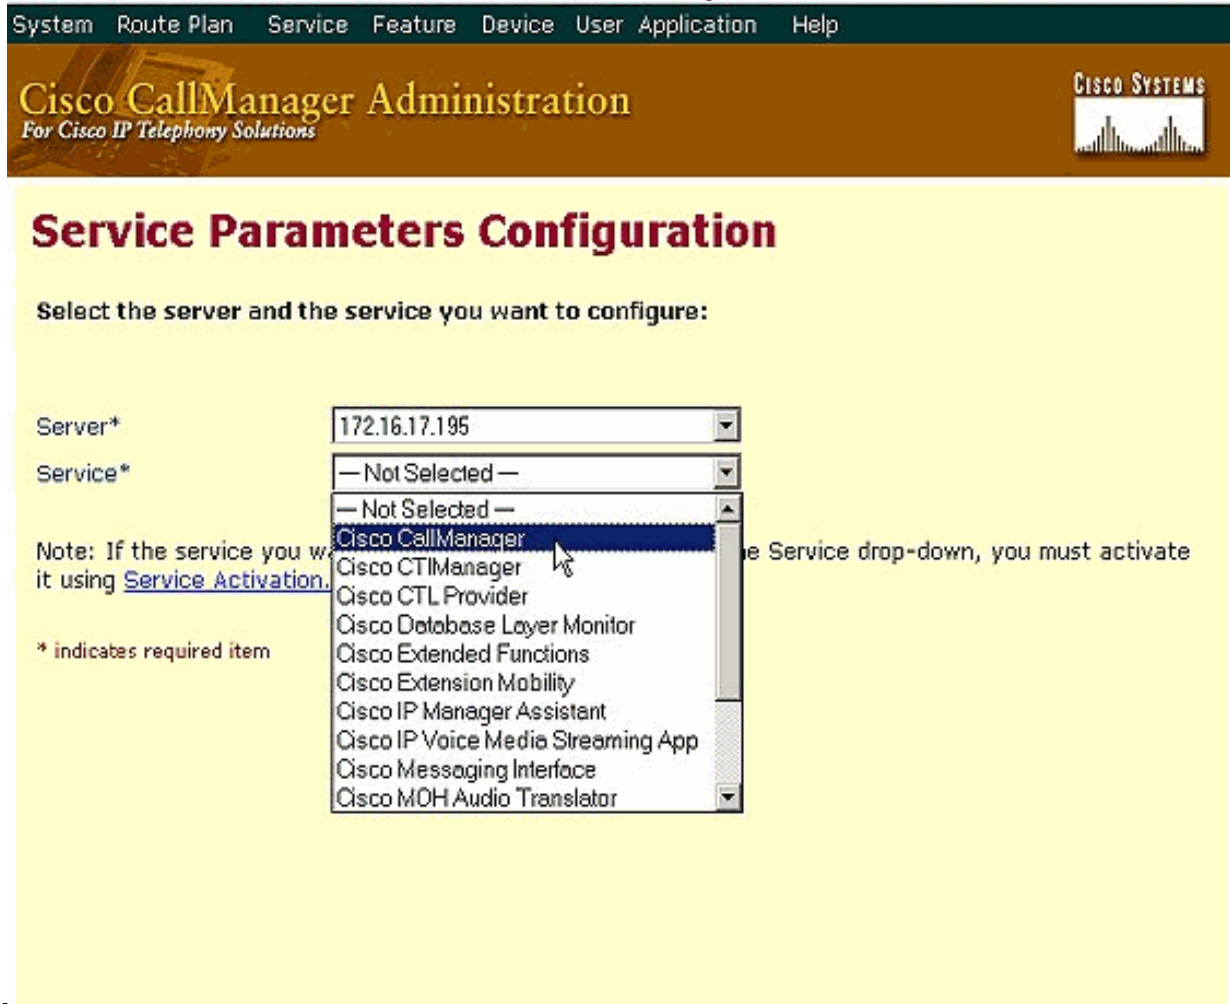 System Route Plan Service Feature Device User Application Help
Cisco CallManager Administration
For Cisco IP Telephony Solutions
CISCO SYSTEMS
Service Parameters Configuration
Select the server and the service you want to configure:
Server* 172.16.17.195
Service* — Not Selected —
— Not Selected —
Cisco CallManager
Cisco CTIManager
Cisco CTL Provider
Cisco Database Layer Monitor
Cisco Extended Functions
Cisco Extension Mobility
Cisco IP Manager Assistant
Cisco IP Voice Media Streaming App
Cisco Messaging Interface
Cisco MOH Audio Translator
Note: If the service you Service drop-down, you must activate
it using Service Activation.
* indicates required item